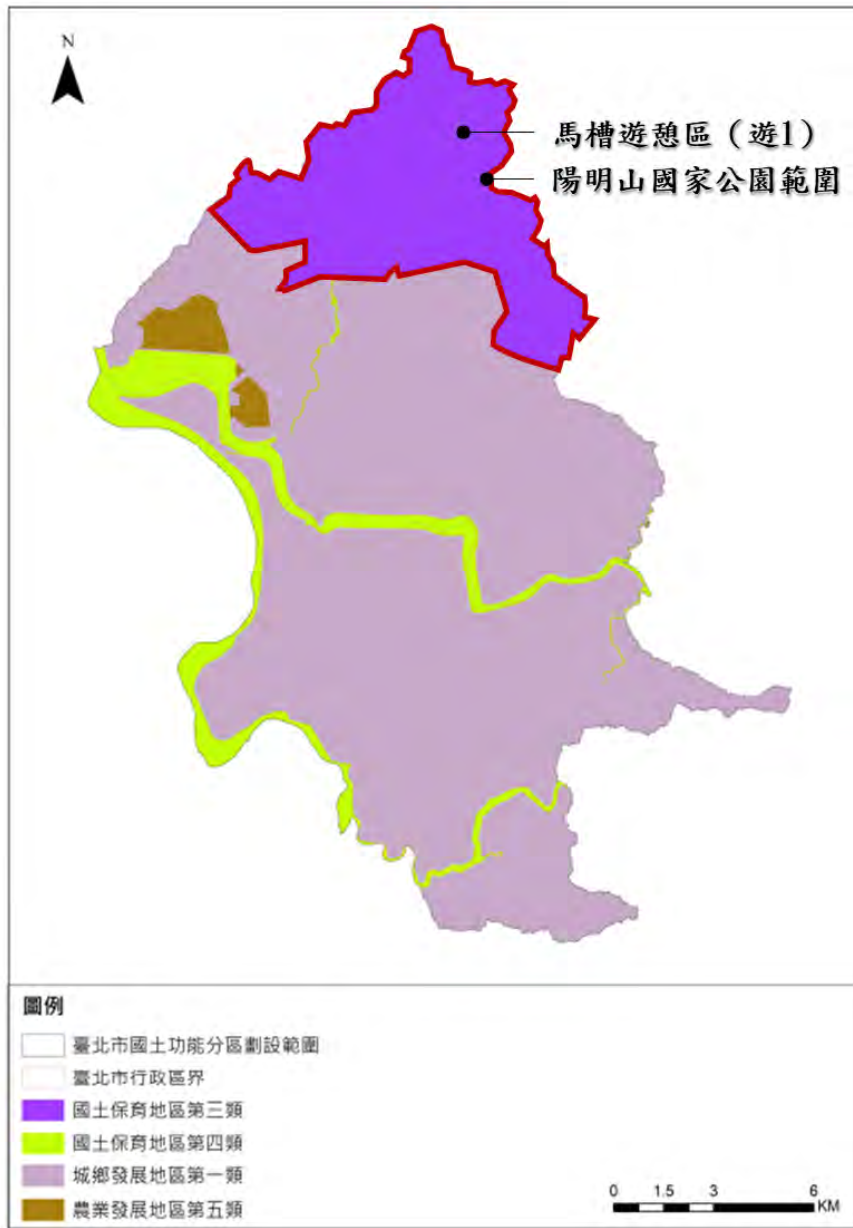 N
馬槽遊憩區（遊1）
陽明山國家公園範圍
圖例
臺北市國土功能分區劃設範圍
臺北市行政區界
國土保育地區第三類
國土保育地區第四類
城鄉發展地區第一類
農業發展地區第五類
0 1.5 3 6
KM